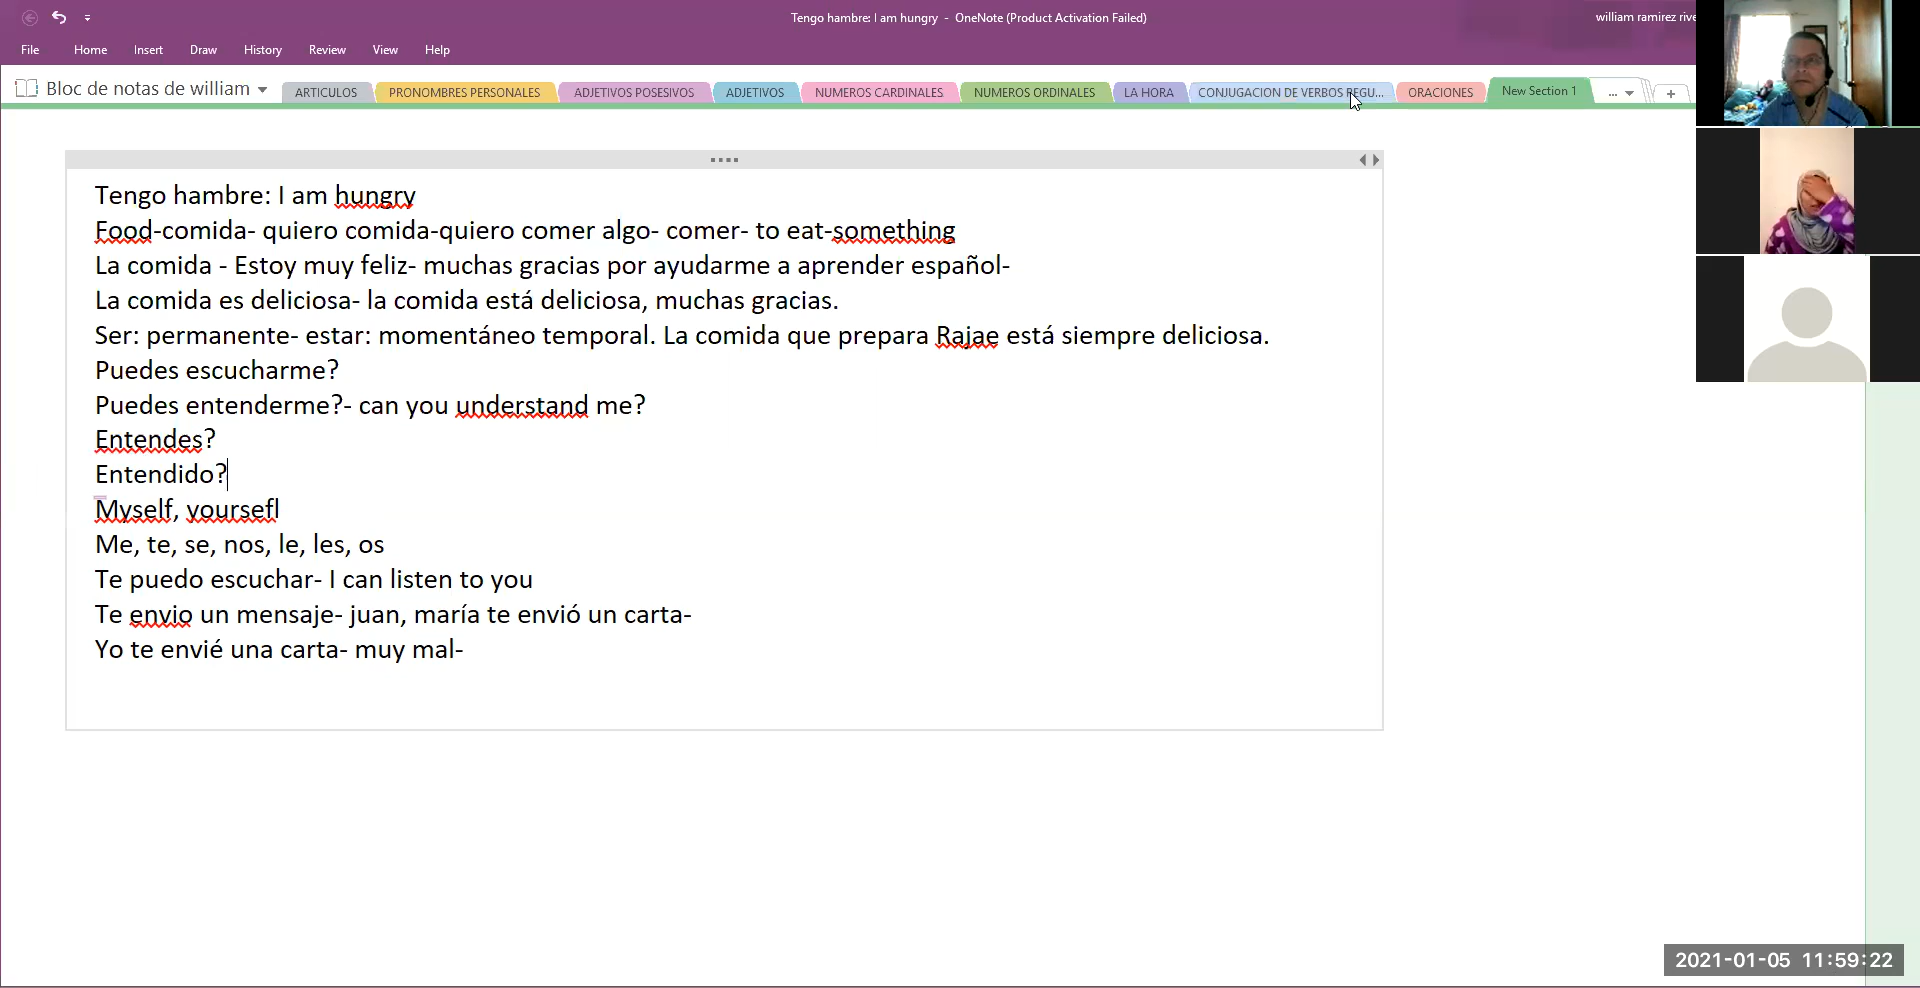 Tengo hambre: I am hungry - OneNote (Product Activation Failed)
william ramirez rive
File Home Insert Draw History Review View Help
Bloc de notas de william ARTICULOS PRONOMBRES PERSONALES ADJETIVOS POSESIVOS ADJETIVOS NUMEROS CARDINALES NUMEROS ORDINALES LA HORA CONJUGACION DE VERBOS REGU... ORACIONES New Section 1 ... +
Tengo hambre: I am hungry
Food-comida- quiero comida-quiero comer algo- comer- to eat-something
La comida - Estoy muy feliz- muchas gracias por ayudarme a aprender español-
La comida es deliciosa- la comida está deliciosa, muchas gracias.
Ser: permanente- estar: momentáneo temporal. La comida que prepara Rajae está siempre deliciosa.
Puedes escucharme?
Puedes entenderme?- can you understand me?
Entendes?
Entendido?
Myself, yoursefl
Me, te, se, nos, le, les, os
Te puedo escuchar- I can listen to you
Te envio un mensaje- juan, maría te envió un carta-
Yo te envié una carta- muy mal-
2021-01-05 11:59:22